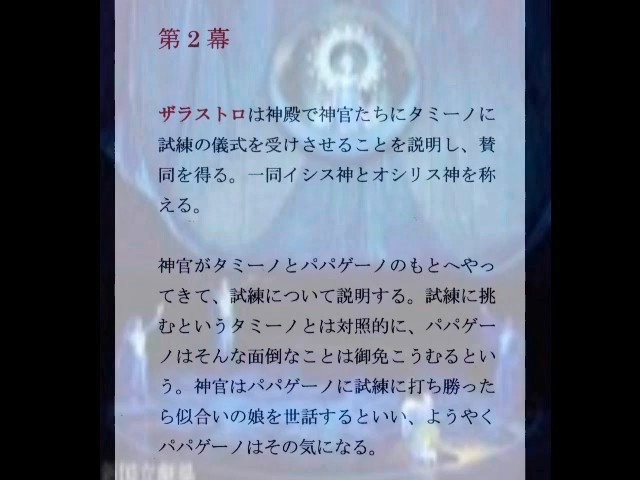 第2幕
ザラストロは神殿で神官たちにタミーノに
試練の儀式を受けさせることを説明し、賛
同を得る。一同イシス神とオシリス神を称
える。
神官がタミーノとパパゲーノのもとへやっ
てきて、試練について説明する。試練に挑
むというタミーノとは対照的に、パパゲー
ノはそんな面倒なことは御免こうむるとい
う。神官はパパゲーノに試練に打ち勝った
ら似合いの娘を世話するといい、ようやく
パパゲーノはその気になる。